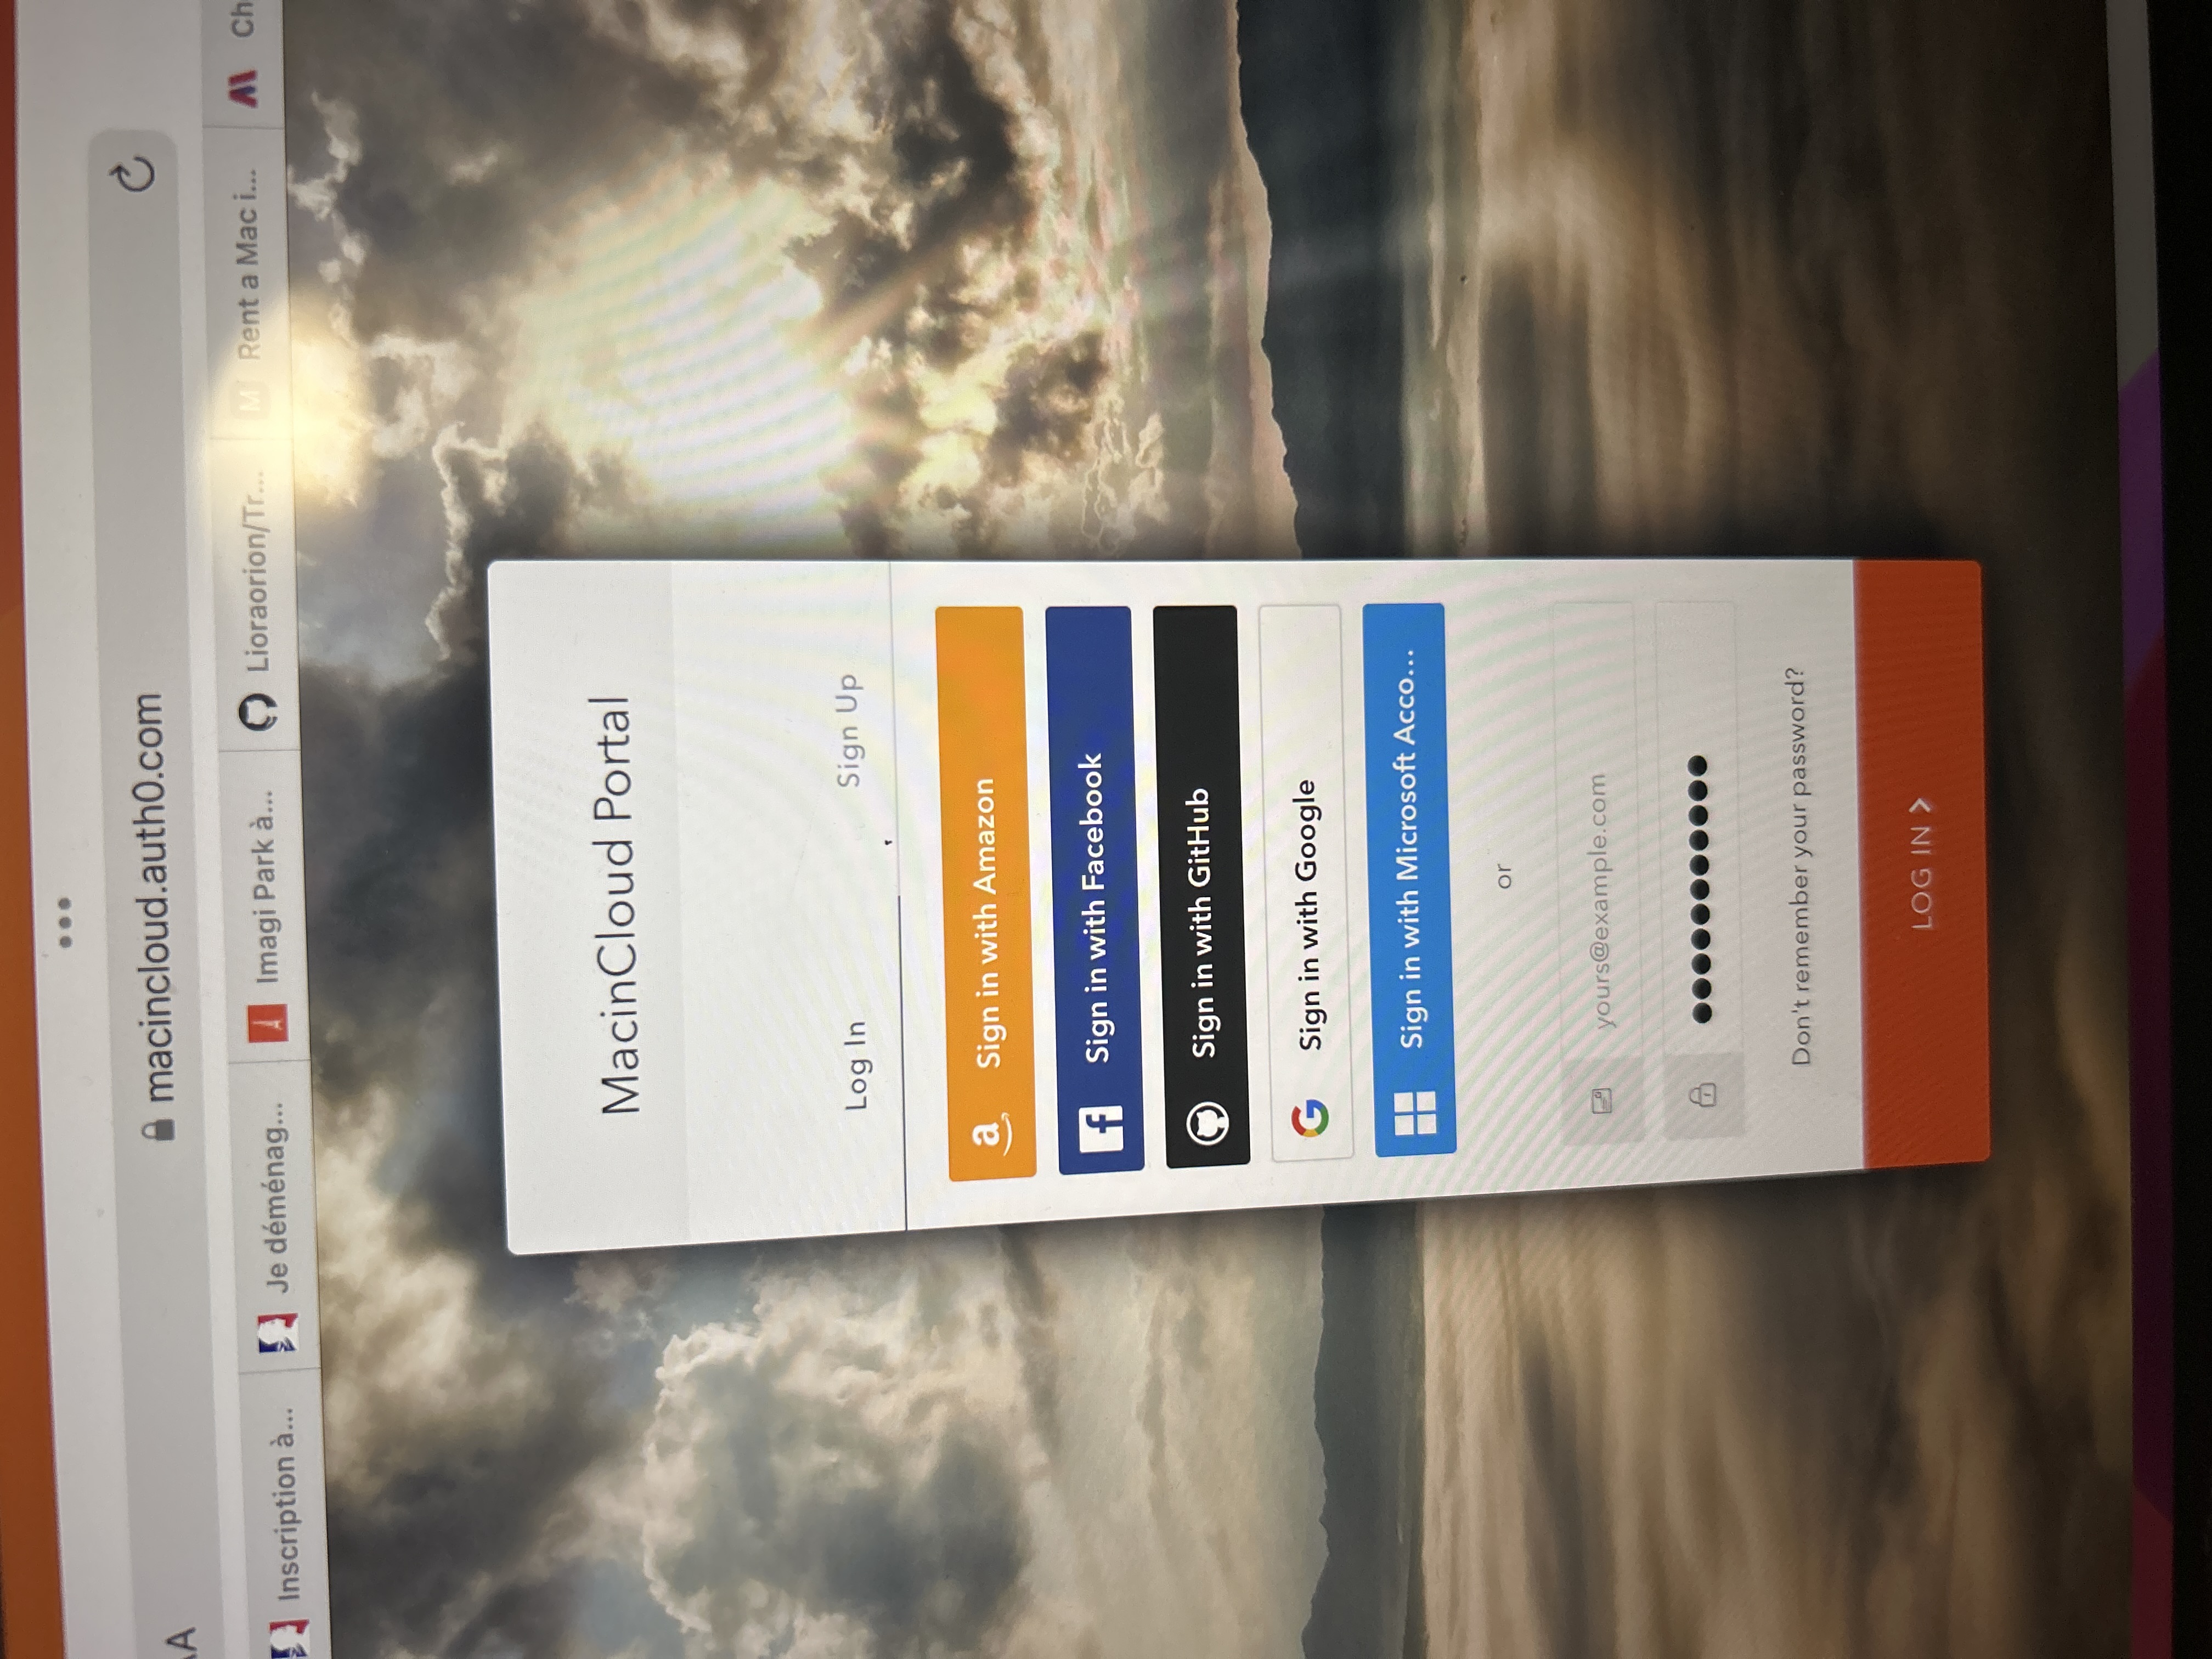 AA
macincloud.auth0.com
Inscription à...
Je déménag...
Imagi Park à...
Lioraorion/Tr...
M
Rent a Mac i...
Ch
MacinCloud Portal
Log In
Sign Up
a
Sign in with Amazon
f
Sign in with Facebook
Sign in with GitHub
G
Sign in with Google
Sign in with Microsoft Acco...
or
yours@example.com
Don't remember your password?
LOG IN